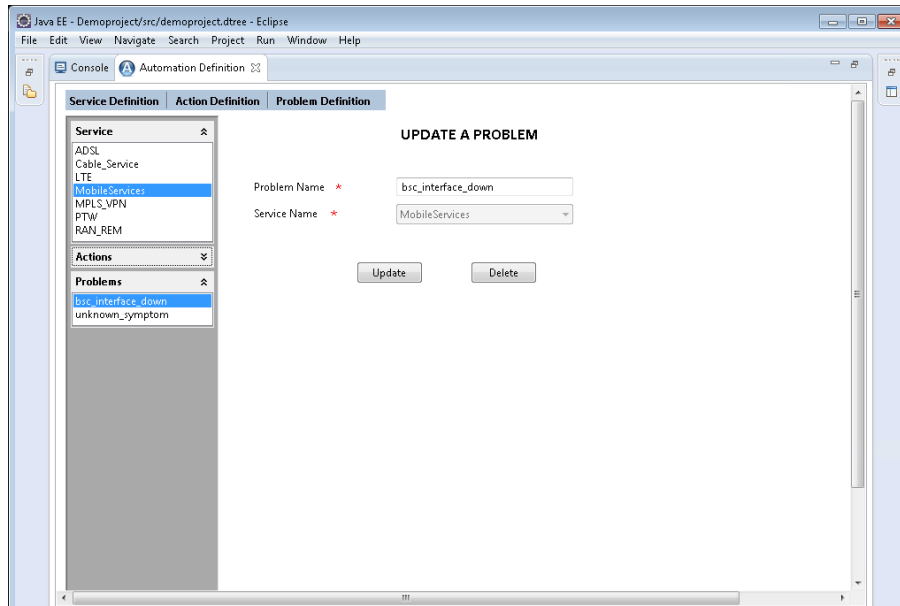 Java EE - Demoproject/src/demoproject.dtree - Eclipse
File Edit View Navigate Search Project Run Window Help
Console Automation Definition
Service Definition Action Definition Problem Definition
Service
ADSL
Cable_Service
LTE
MobileServices
MPLS_VPN
PTW
RAN_REM
Actions
Problems
bsc_interface_down
unknown_symptom
UPDATE A PROBLEM
Problem Name * bsc_interface_down
Service Name * MobileServices
Update Delete